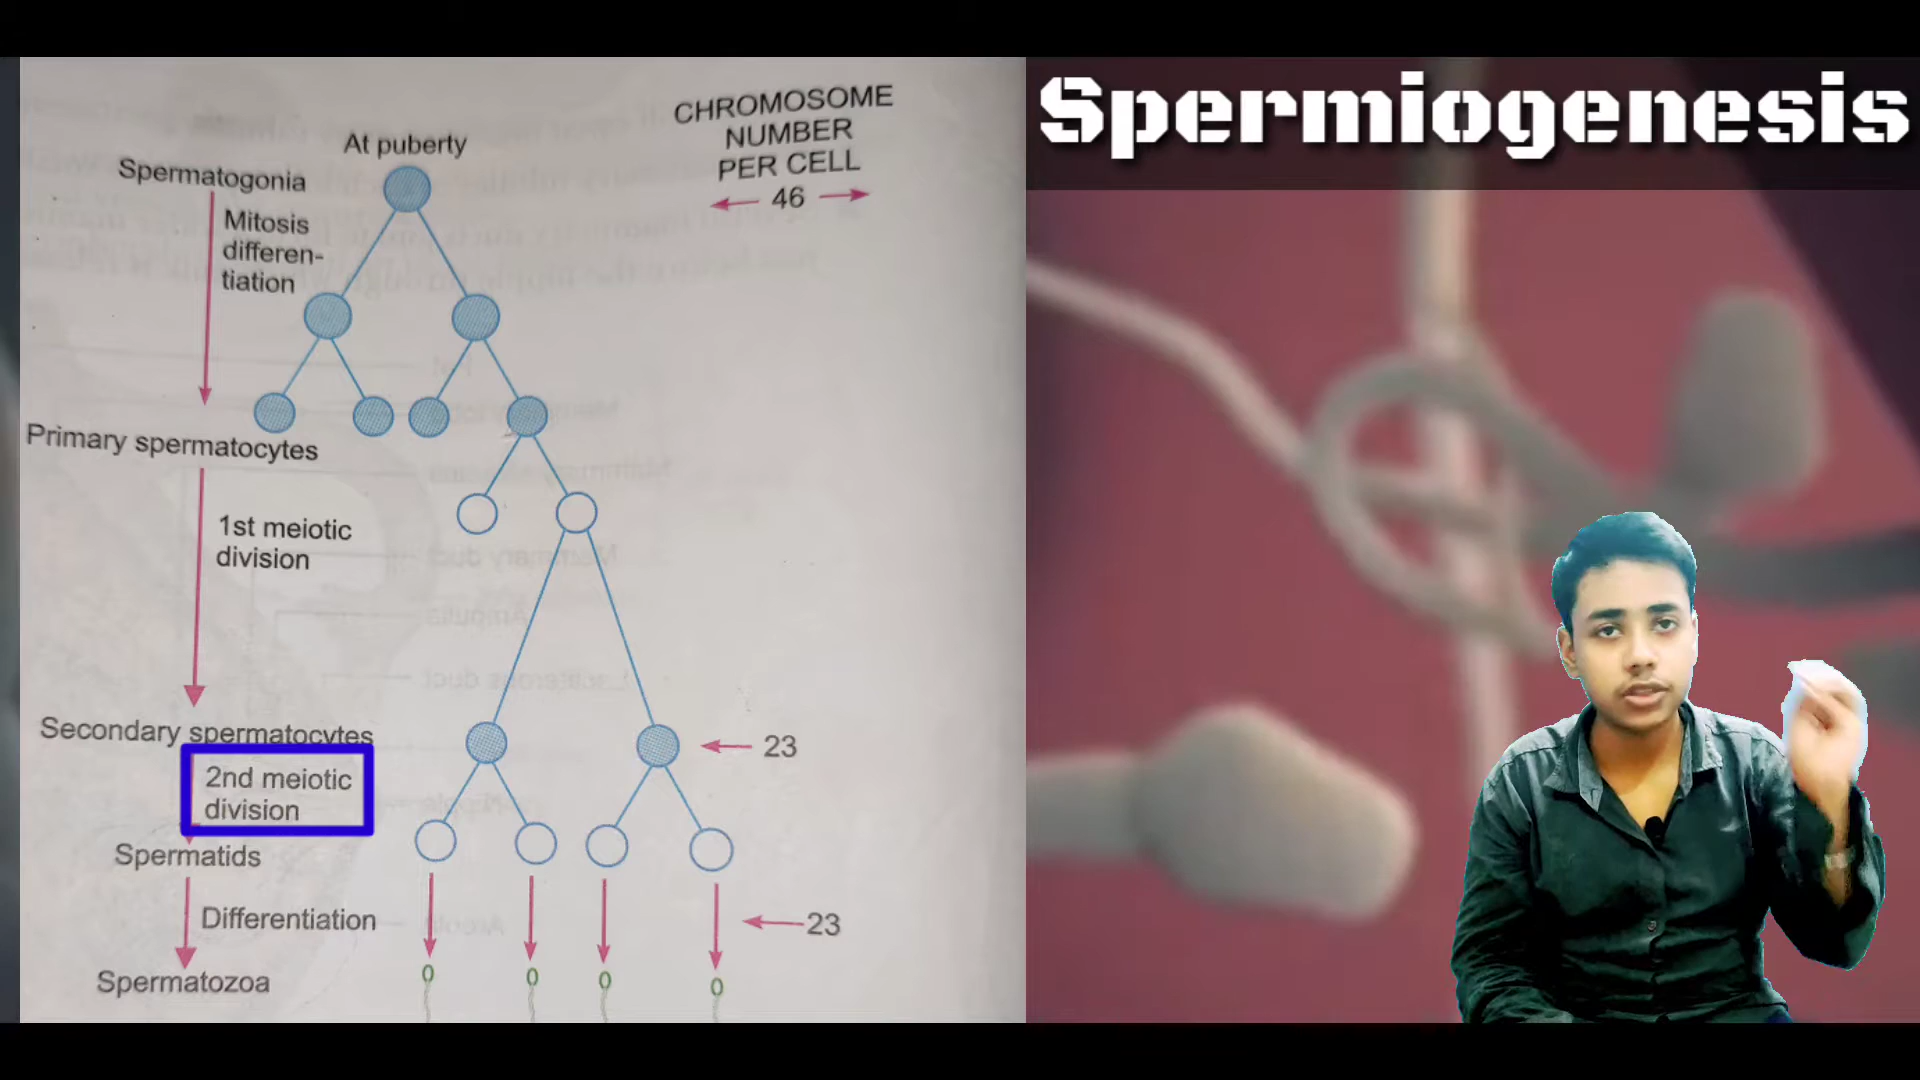 At puberty
CHROMOSOME
NUMBER
PER CELL
46
Spermatogonia
Mitosis
differen-
tiation
Primary spermatocytes
1st meiotic
division
Secondary spermatocytes
23
2nd meiotic
division
Spermatids
Differentiation
23
Spermatozoa
Spermiogenesis